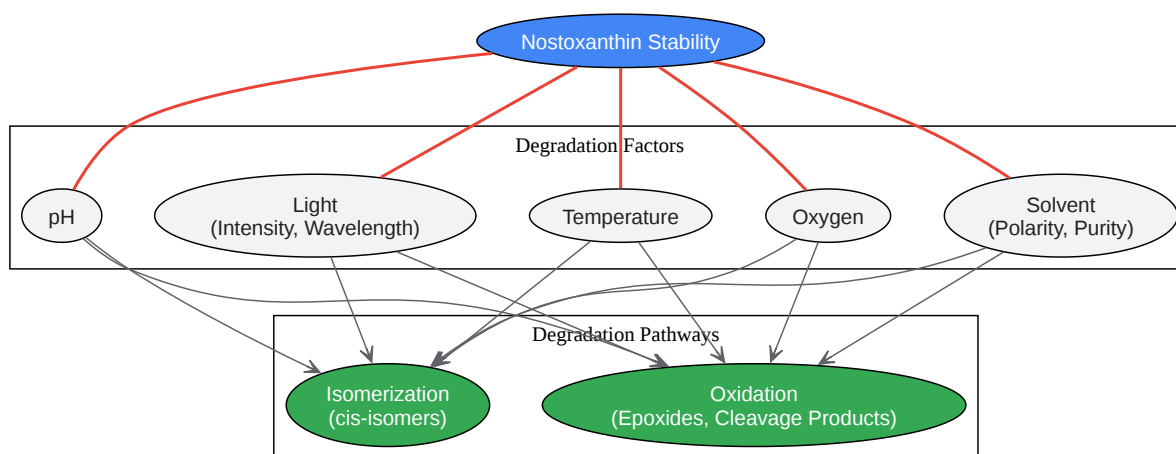 Nostoxanthin Stability
Degradation Factors
pH
Light
(Intensity, Wavelength)
Temperature
Oxygen
Solvent
(Polarity, Purity)
Degradation Pathways
Isomerization
(cis-isomers)
Oxidation
(Epoxides, Cleavage Products)